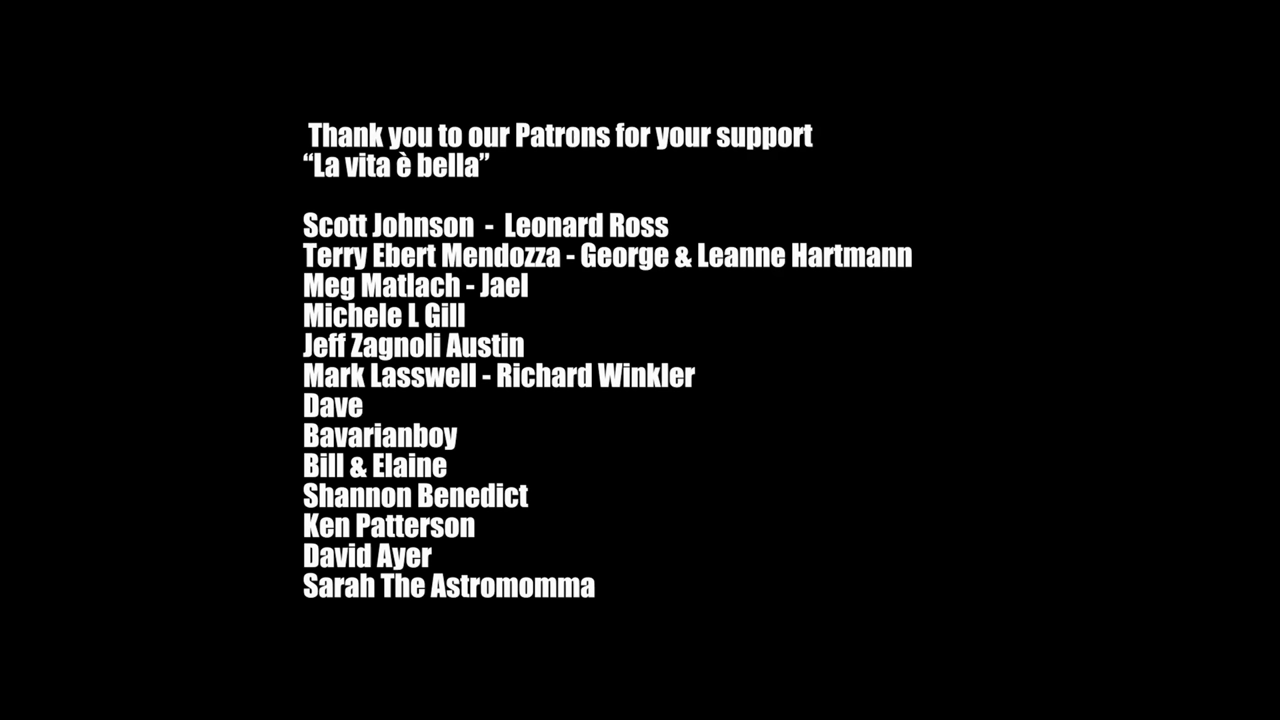 Thank you to our Patrons for your support
“La vita è bella”
Scott Johnson - Leonard Ross
Terry Ebert Mendozza - George & Leanne Hartmann
Meg Matlach - Jael
Michele L Gill
Jeff Zagnoli Austin
Mark Lasswell - Richard Winkler
Dave
Bavarianboy
Bill & Elaine
Shannon Benedict
Ken Patterson
David Ayer
Sarah The Astromomma